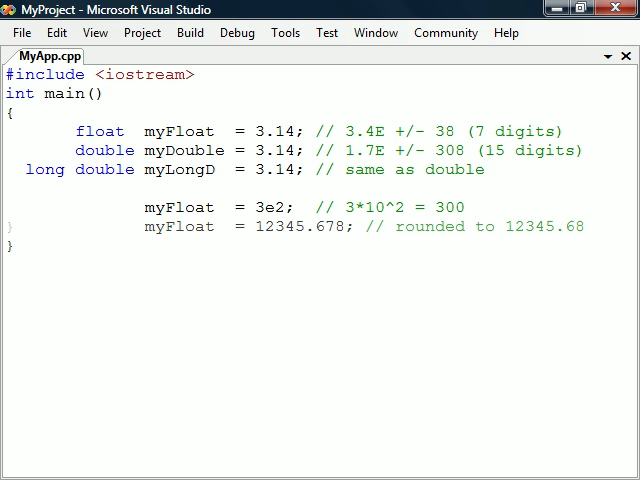 MyProject - Microsoft Visual Studio
File Edit View Project Build Debug Tools Test Window Community Help
MyApp.cpp
#include <iostream>
int main()
{
float myFloat = 3.14; // 3.4E +/- 38 (7 digits)
double myDouble = 3.14; // 1.7E +/- 308 (15 digits)
long double myLongD = 3.14; // same as double
myFloat = 3e2; // 3*10^2 = 300
} myFloat = 12345.678; // rounded to 12345.68
}